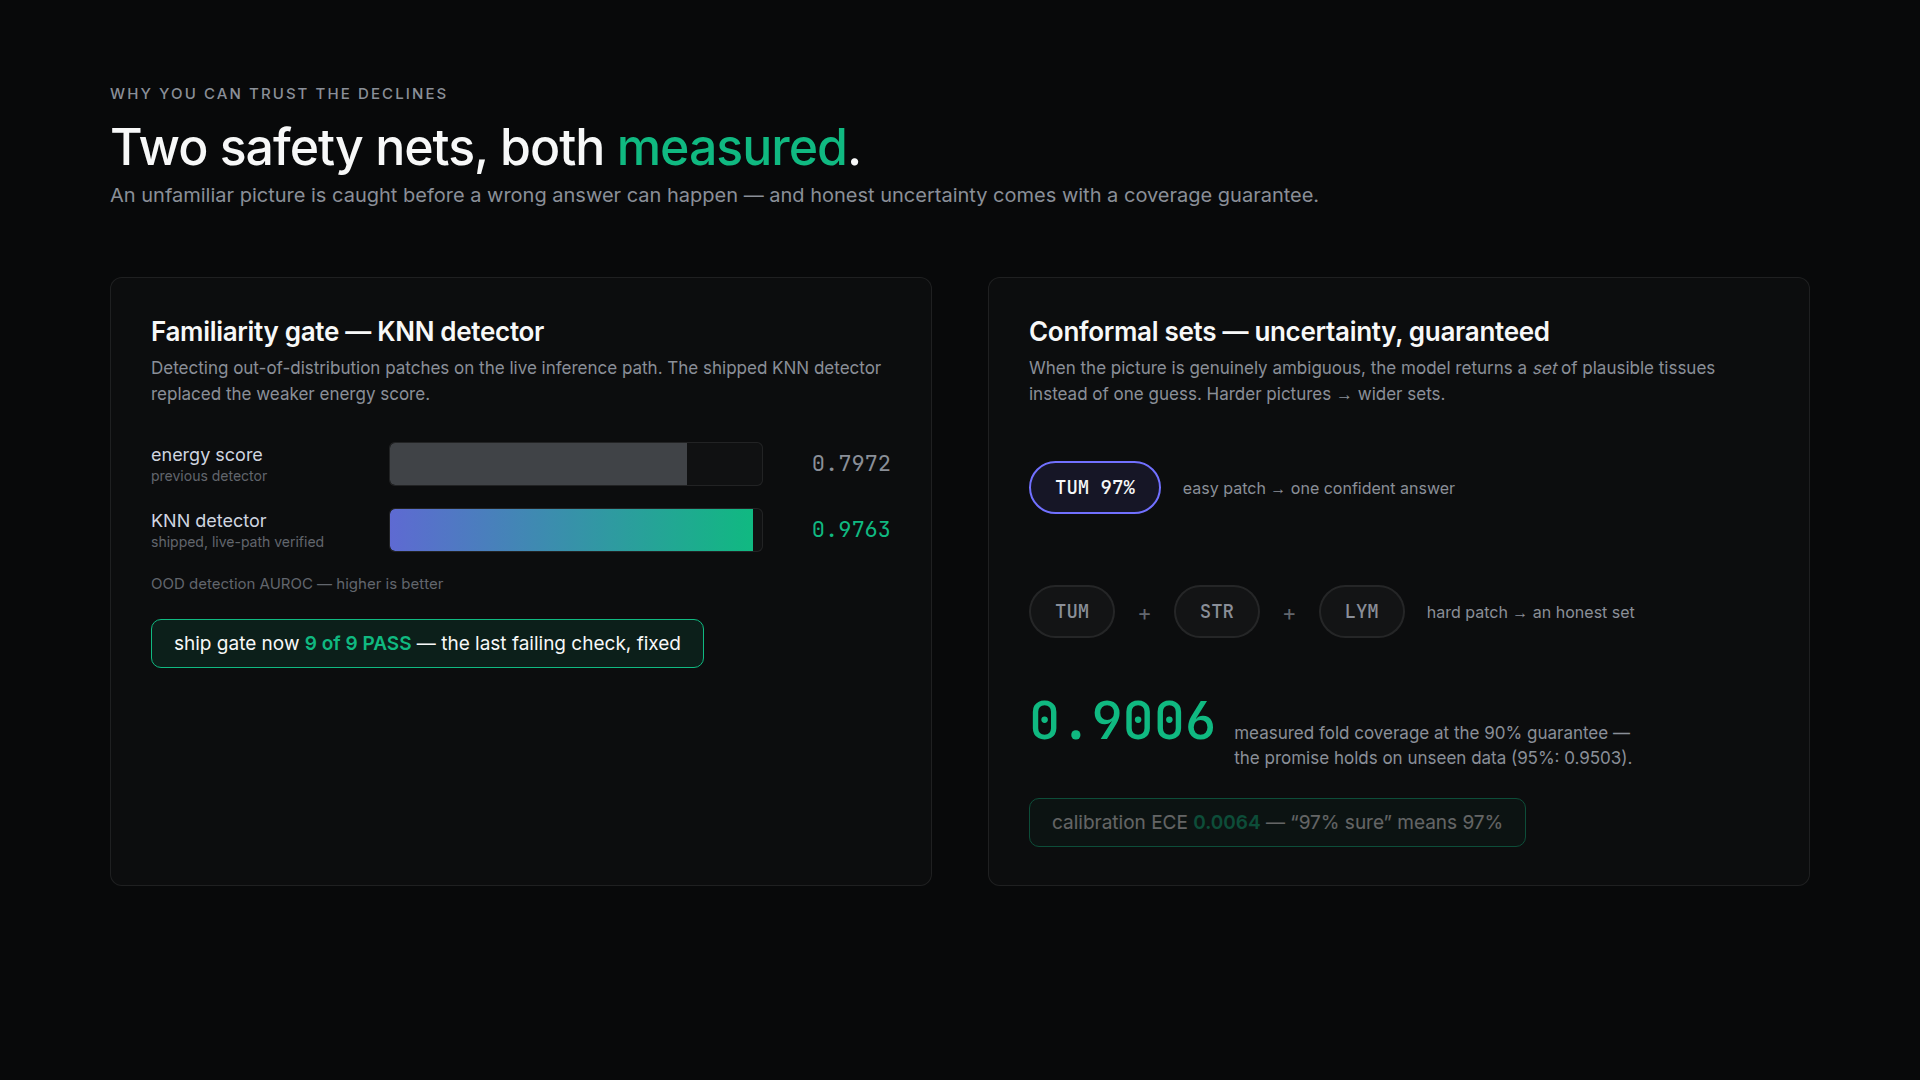 WHY YOU CAN TRUST THE DECLINES
Two safety nets, both measured.
An unfamiliar picture is caught before a wrong answer can happen — and honest uncertainty comes with a coverage guarantee.
Familiarity gate — KNN detector
Detecting out-of-distribution patches on the live inference path. The shipped KNN detector
replaced the weaker energy score.
energy score
previous detector
0.7972
KNN detector
shipped, live-path verified
0.9763
OOD detection AUROC — higher is better
ship gate now 9 of 9 PASS — the last failing check, fixed
Conformal sets — uncertainty, guaranteed
When the picture is genuinely ambiguous, the model returns a set of plausible tissues
instead of one guess. Harder pictures → wider sets.
TUM 97% easy patch → one confident answer
TUM + STR + LYM hard patch → an honest set
0.9006
measured fold coverage at the 90% guarantee —
the promise holds on unseen data (95%: 0.9503).
calibration ECE 0.0064 — “97% sure” means 97%